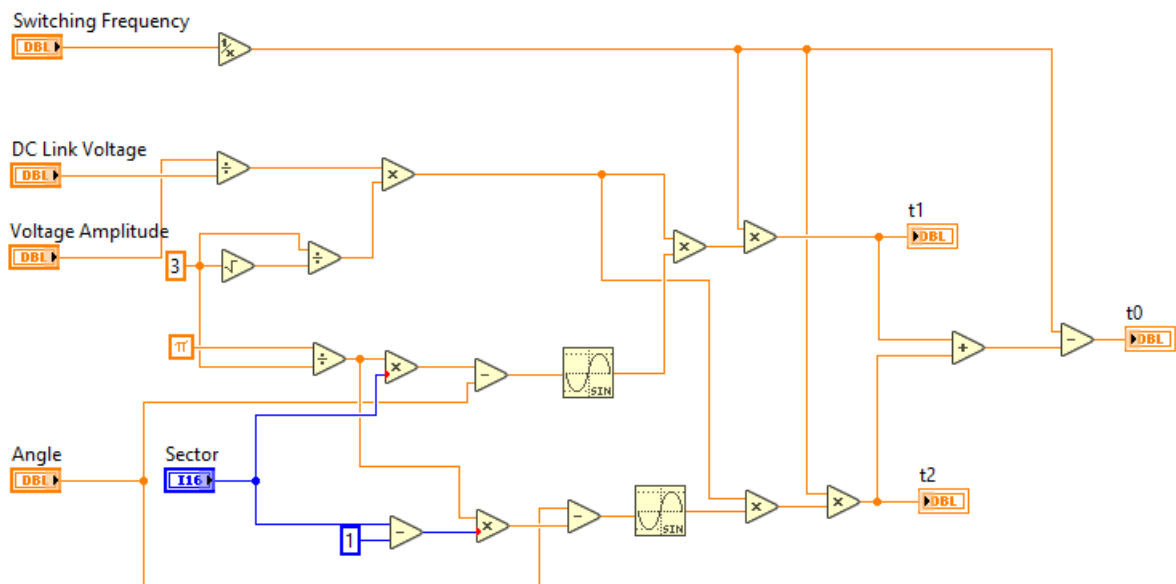 Switching Frequency
DBL
1/x
DC Link Voltage
DBL
÷
×
Voltage Amplitude
DBL
3
√
÷
×
×
t1
DBL
π
÷
×
−
SIN
+
−
t0
DBL
Angle
DBL
Sector
I16
1
−
×
−
SIN
×
×
t2
DBL